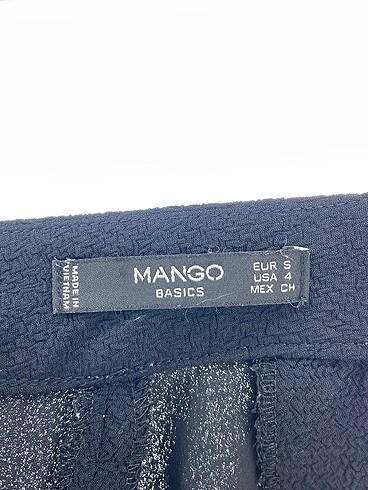 MADE IN
VIETNAM
MANGO
BASICS
EUR S
USA 4
MEX CH